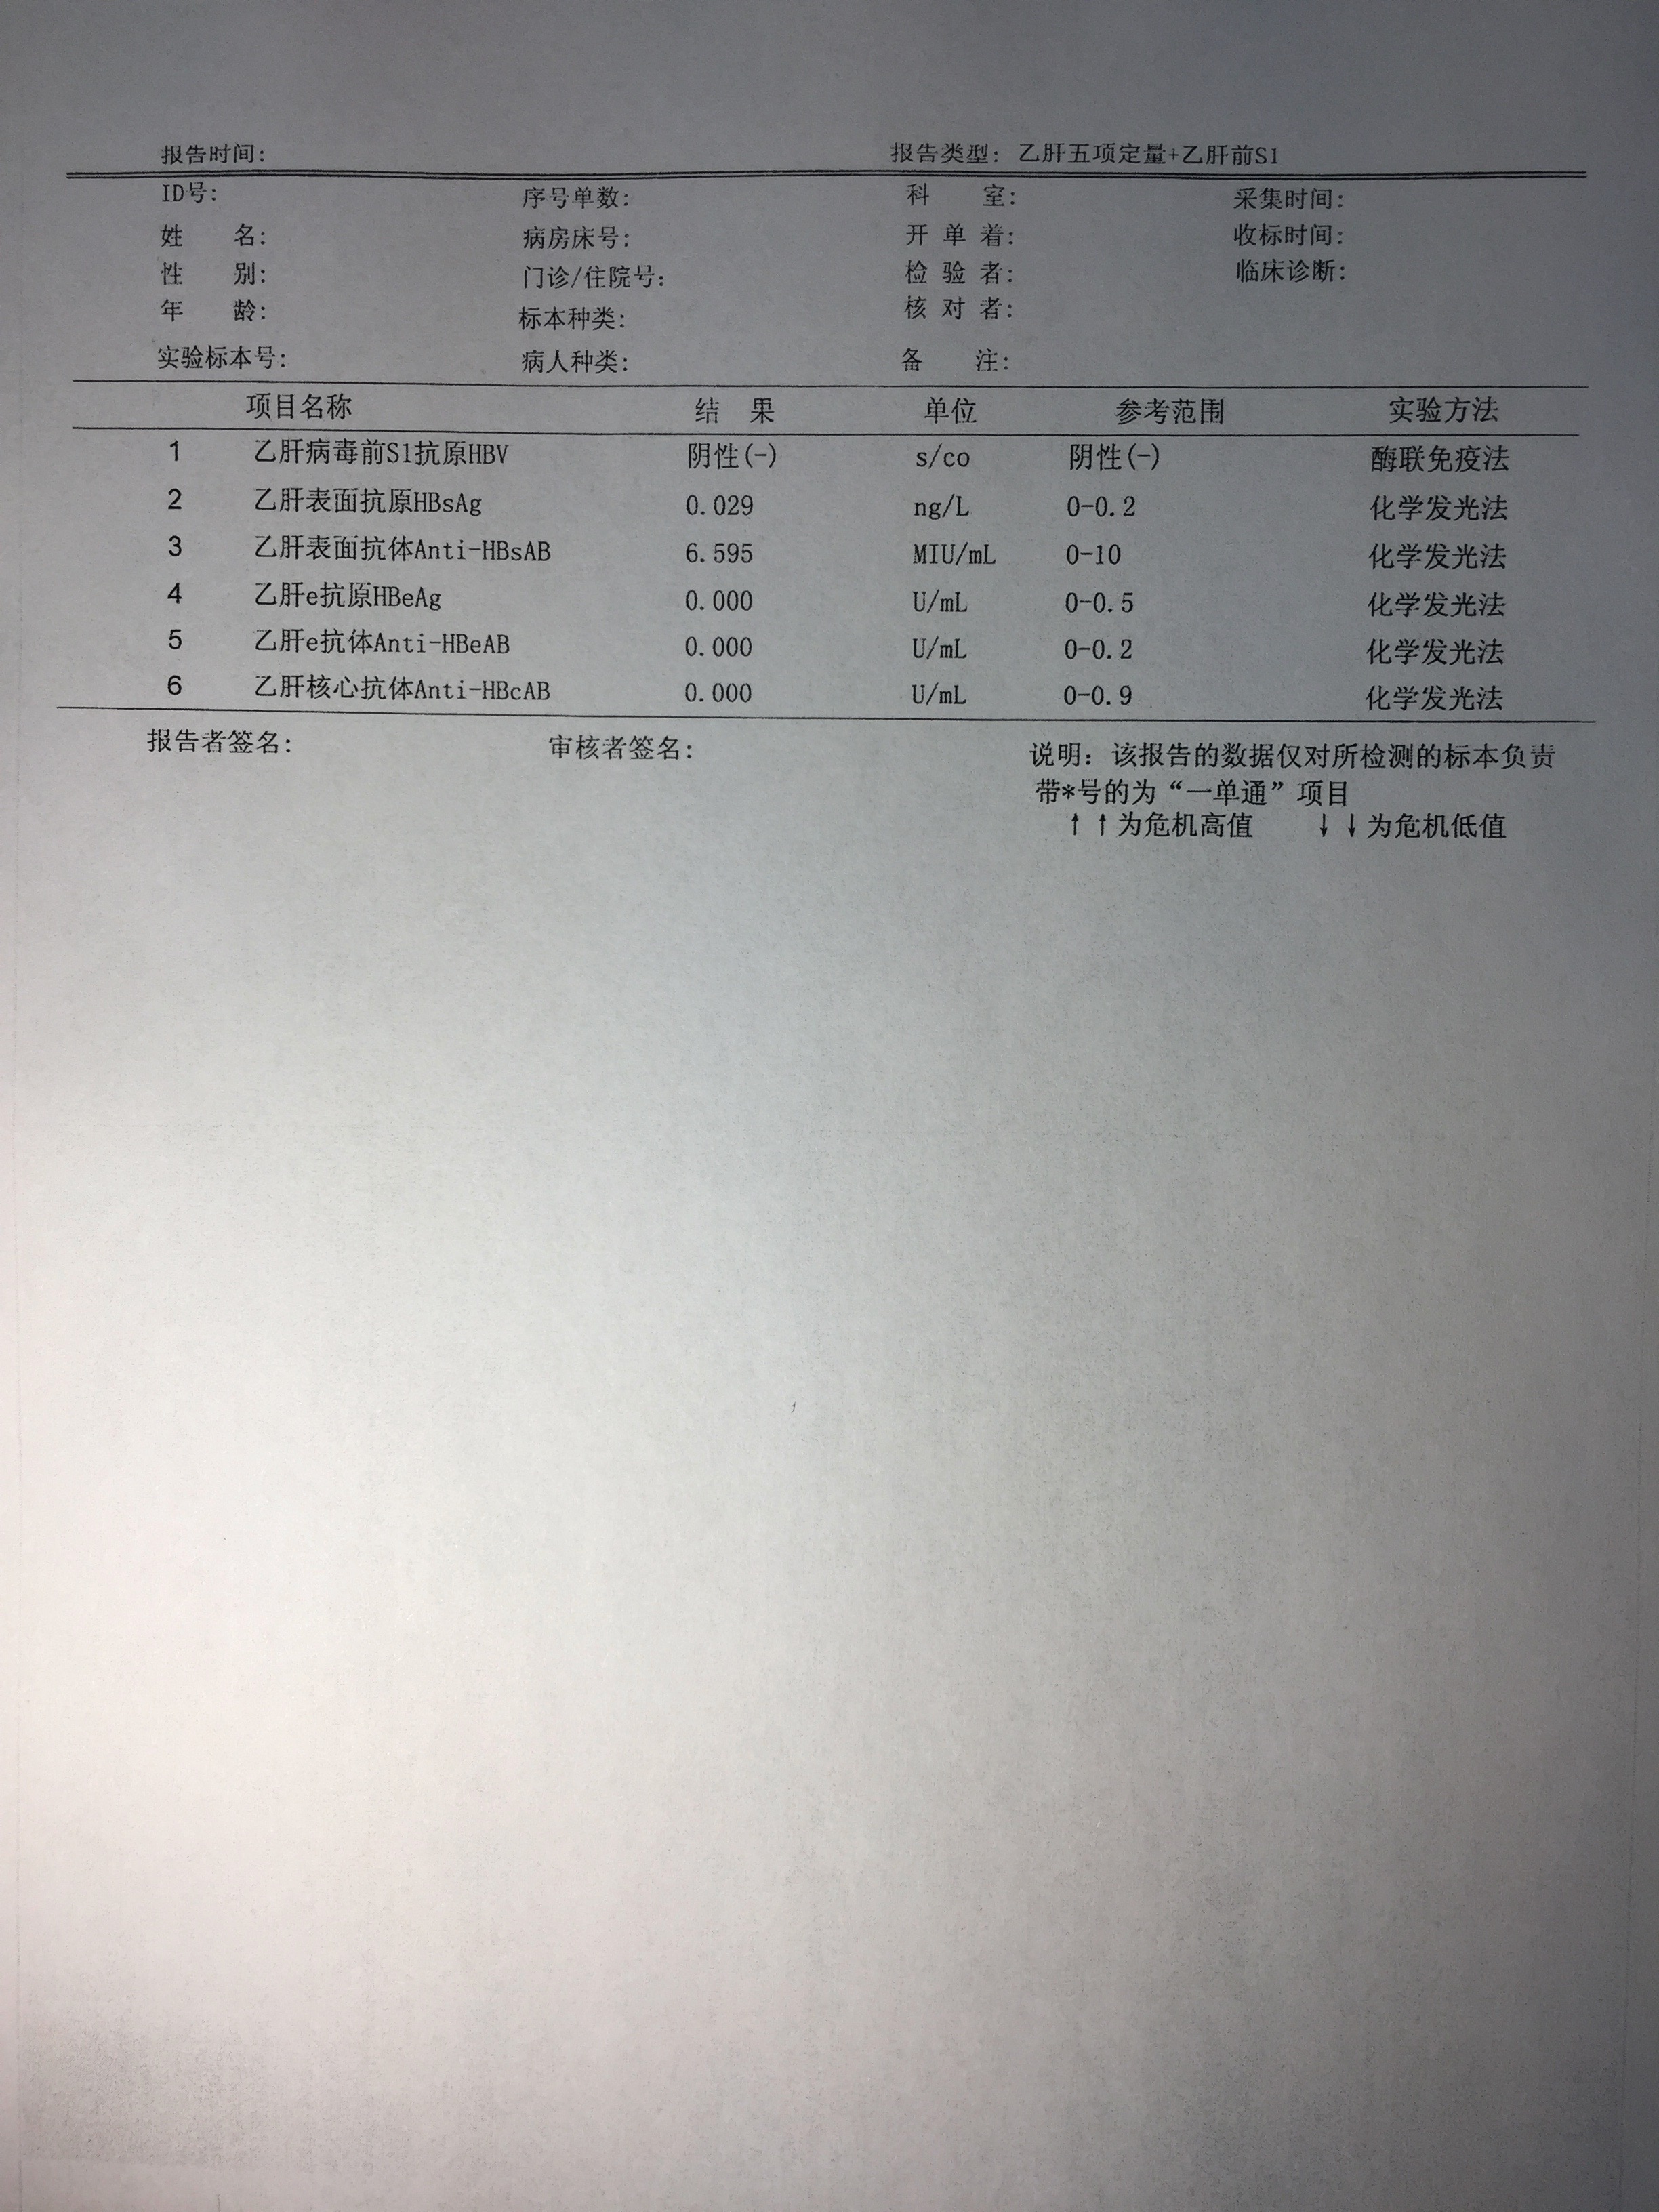 报告时间: 报告类型: 乙肝五项定量+乙肝前S1
ID号: 序号单数: 科 室: 采集时间:
姓 名: 病房床号: 开 单 着: 收标时间:
性 别: 门诊/住院号: 检 验 者: 临床诊断:
年 龄: 标本种类: 核 对 者:
实验标本号: 病人种类: 备 注:
项目名称 结 果 单位 参考范围 实验方法
1 乙肝病毒前S1抗原HBV 阴性(-) s/co 阴性(-) 酶联免疫法
2 乙肝表面抗原HBsAg 0.029 ng/L 0-0.2 化学发光法
3 乙肝表面抗体Anti-HBsAB 6.595 MIU/mL 0-10 化学发光法
4 乙肝e抗原HBeAg 0.000 U/mL 0-0.5 化学发光法
5 乙肝e抗体Anti-HBeAB 0.000 U/mL 0-0.2 化学发光法
6 乙肝核心抗体Anti-HBcAB 0.000 U/mL 0-0.9 化学发光法
报告者签名: 审核者签名: 说明: 该报告的数据仅对所检测的标本负责
带*号的为“一单通”项目
↑↑为危机高值 ↓↓为危机低值